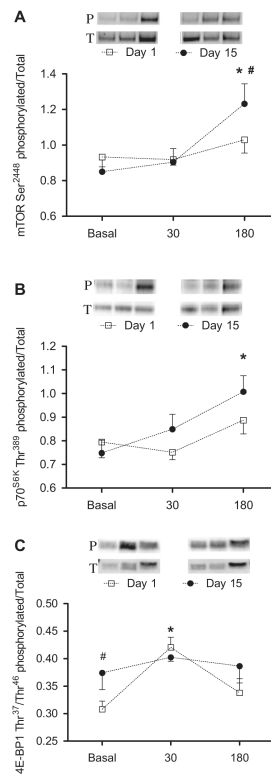 A
P
T
Day 1
Day 15
* #
mTOR Ser2448 phosphorylated/Total
1.4
1.2
1.0
0.8
0.6
Basal 30 180
B
P
T
Day 1
Day 15
*
p70S6K Thr389 phosphorylated/Total
1.2
1.1
1.0
0.9
0.8
0.7
0.6
Basal 30 180
C
P
T
Day 1
Day 15
#
*
4E-BP1 Thr37/Thr46 phosphorylated/Total
0.50
0.45
0.40
0.35
0.30
0.25
Basal 30 180